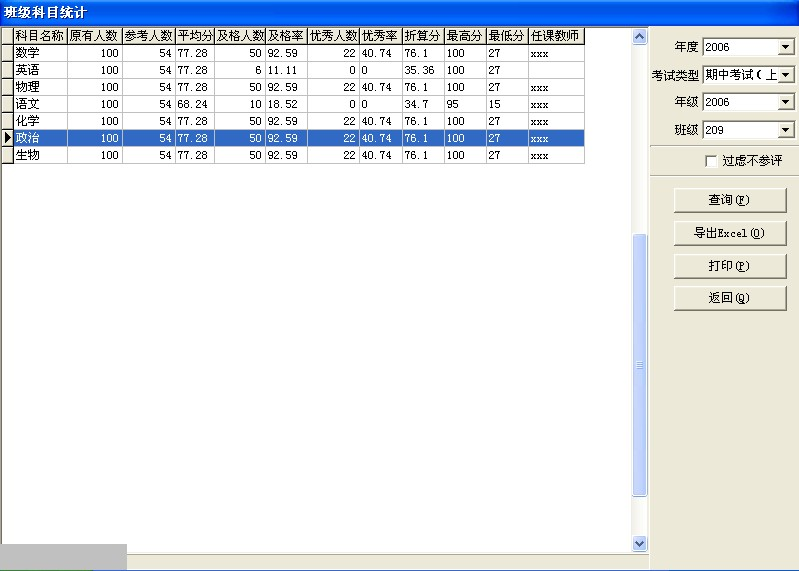 班级科目统计
科目名称 原有人数 参考人数 平均分 及格人数 及格率 优秀人数 优秀率 折算分 最高分 最低分 任课教师
数学 100 54 77.28 50 92.59 22 40.74 76.1 100 27 xxx
英语 100 54 77.28 6 11.11 0 0 35.36 100 27
物理 100 54 77.28 50 92.59 22 40.74 76.1 100 27 xxx
语文 100 54 68.24 10 18.52 0 0 34.7 95 15 xxx
化学 100 54 77.28 50 92.59 22 40.74 76.1 100 27 xxx
政治 100 54 77.28 50 92.59 22 40.74 76.1 100 27 xxx
生物 100 54 77.28 50 92.59 22 40.74 76.1 100 27 xxx
年度 2006
考试类型 期中考试( 上
年级 2006
班级 209
过虑不参评
查询(F)
导出Excel(O)
打印(P)
返回(Q)